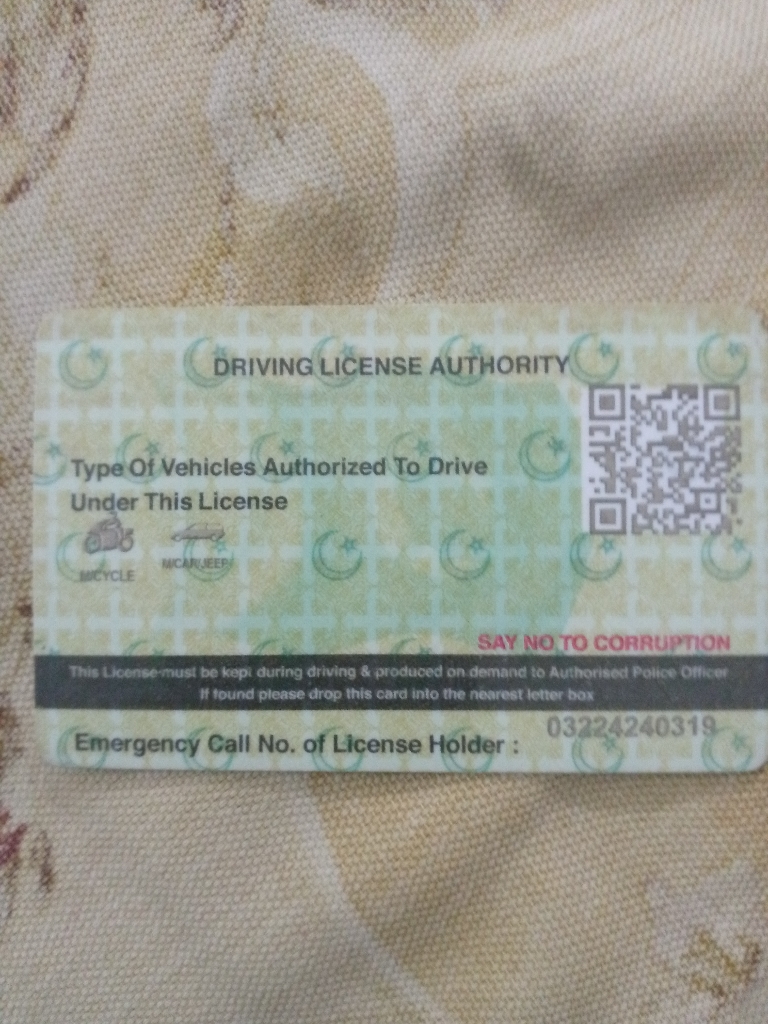 DRIVING LICENSE AUTHORITY
Type Of Vehicles Authorized To Drive
Under This License
M/CYCLE M/CAR/JEEP
SAY NO TO CORRUPTION
This License must be kept during driving & produced on demand to Authorised Police Officer
If found please drop this card into the nearest letter box
03224240319
Emergency Call No. of License Holder :